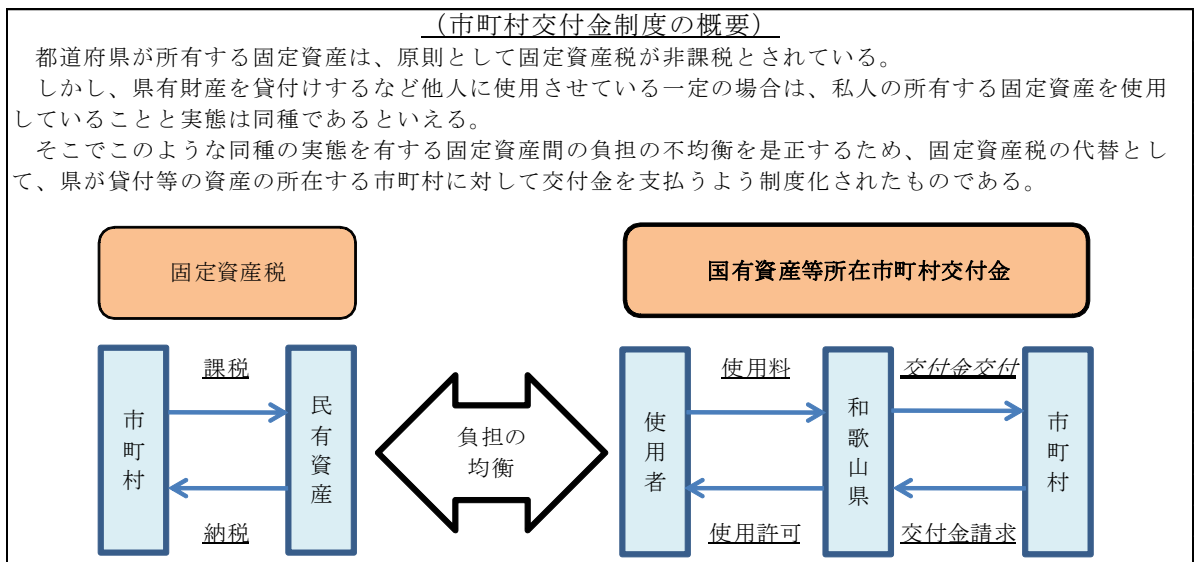 （市町村交付金制度の概要）
都道府県が所有する固定資産は、原則として固定資産税が非課税とされている。
しかし、県有財産を貸付けするなど他人に使用させている一定の場合は、私人の所有する固定資産を使用
していることと実態は同種であるといえる。
そこでこのような同種の実態を有する固定資産間の負担の不均衡を是正するため、固定資産税の代替とし
て、県が貸付等の資産の所在する市町村に対して交付金を支払うよう制度化されたものである。
固定資産税
国有資産等所在市町村交付金
市町村
課税
納税
民有資産
負担の
均衡
使用者
使用料
使用許可
和歌山県
交付金交付
交付金請求
市町村